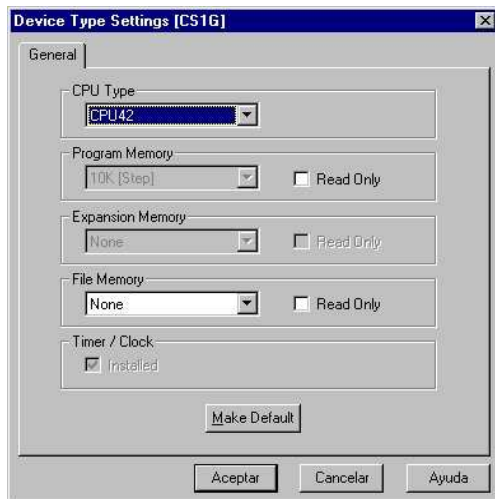 Device Type Settings [CS1G]
General
CPU Type
CPU42
Program Memory
10K [Step] Read Only
Expansion Memory
None Read Only
File Memory
None Read Only
Timer / Clock
Installed
Make Default
Aceptar Cancelar Ayuda